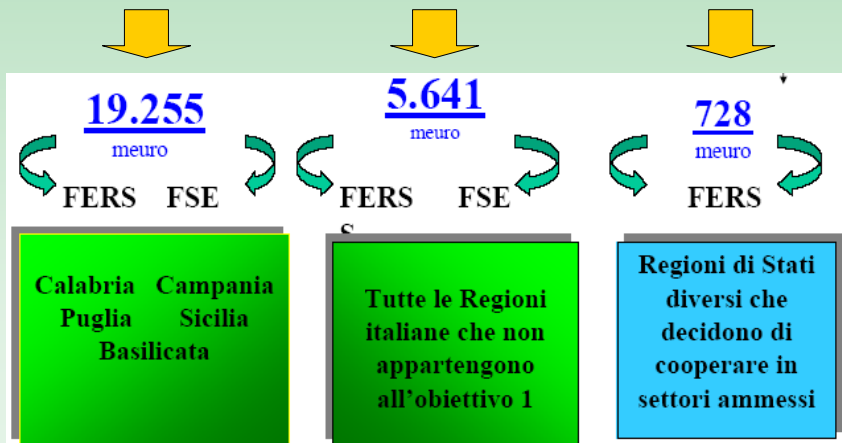 19.255
meuro
FERS FSE
Calabria Campania
Puglia Sicilia
Basilicata
5.641
meuro
FERS FSE
S
Tutte le Regioni
italiane che non
appartengono
all'obiettivo 1
728
meuro
FERS
Regioni di Stati
diversi che
decidono di
cooperare in
settori ammessi